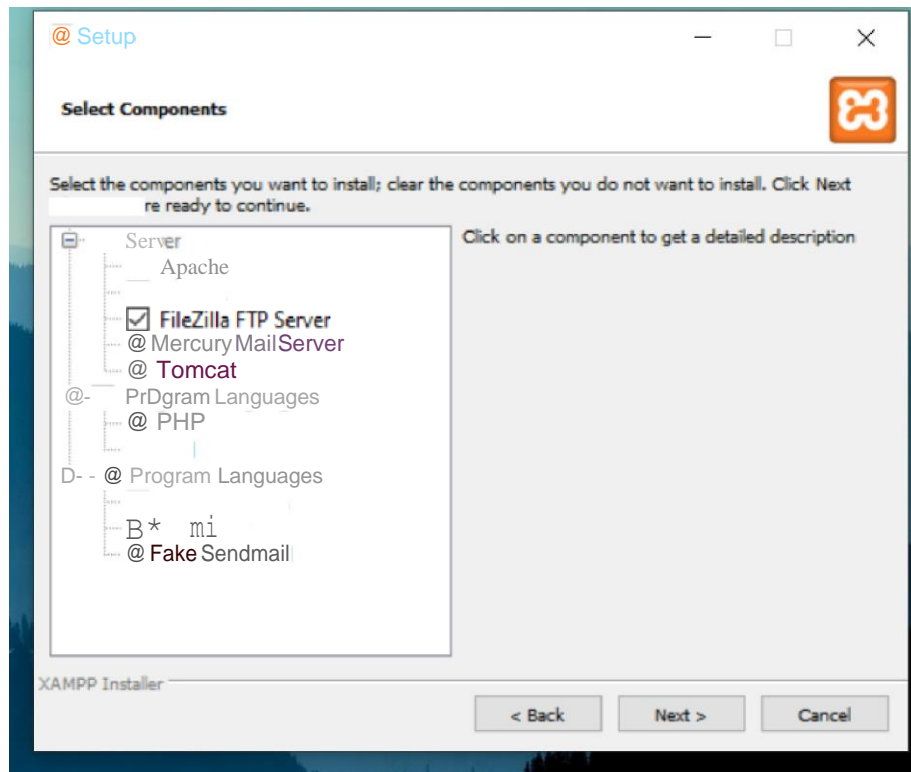 @ Setup
Select Components
Select the components you want to install; clear the components you do not want to install. Click Next
re ready to continue.
Server
Apache
FileZilla FTP Server
@ Mercury Mail Server
@ Tomcat
@- PrDgram Languages
@ PHP
D- - @ Program Languages
B* mi
@ Fake Sendmail
Click on a component to get a detailed description
XAMPP Installer
< Back Next > Cancel